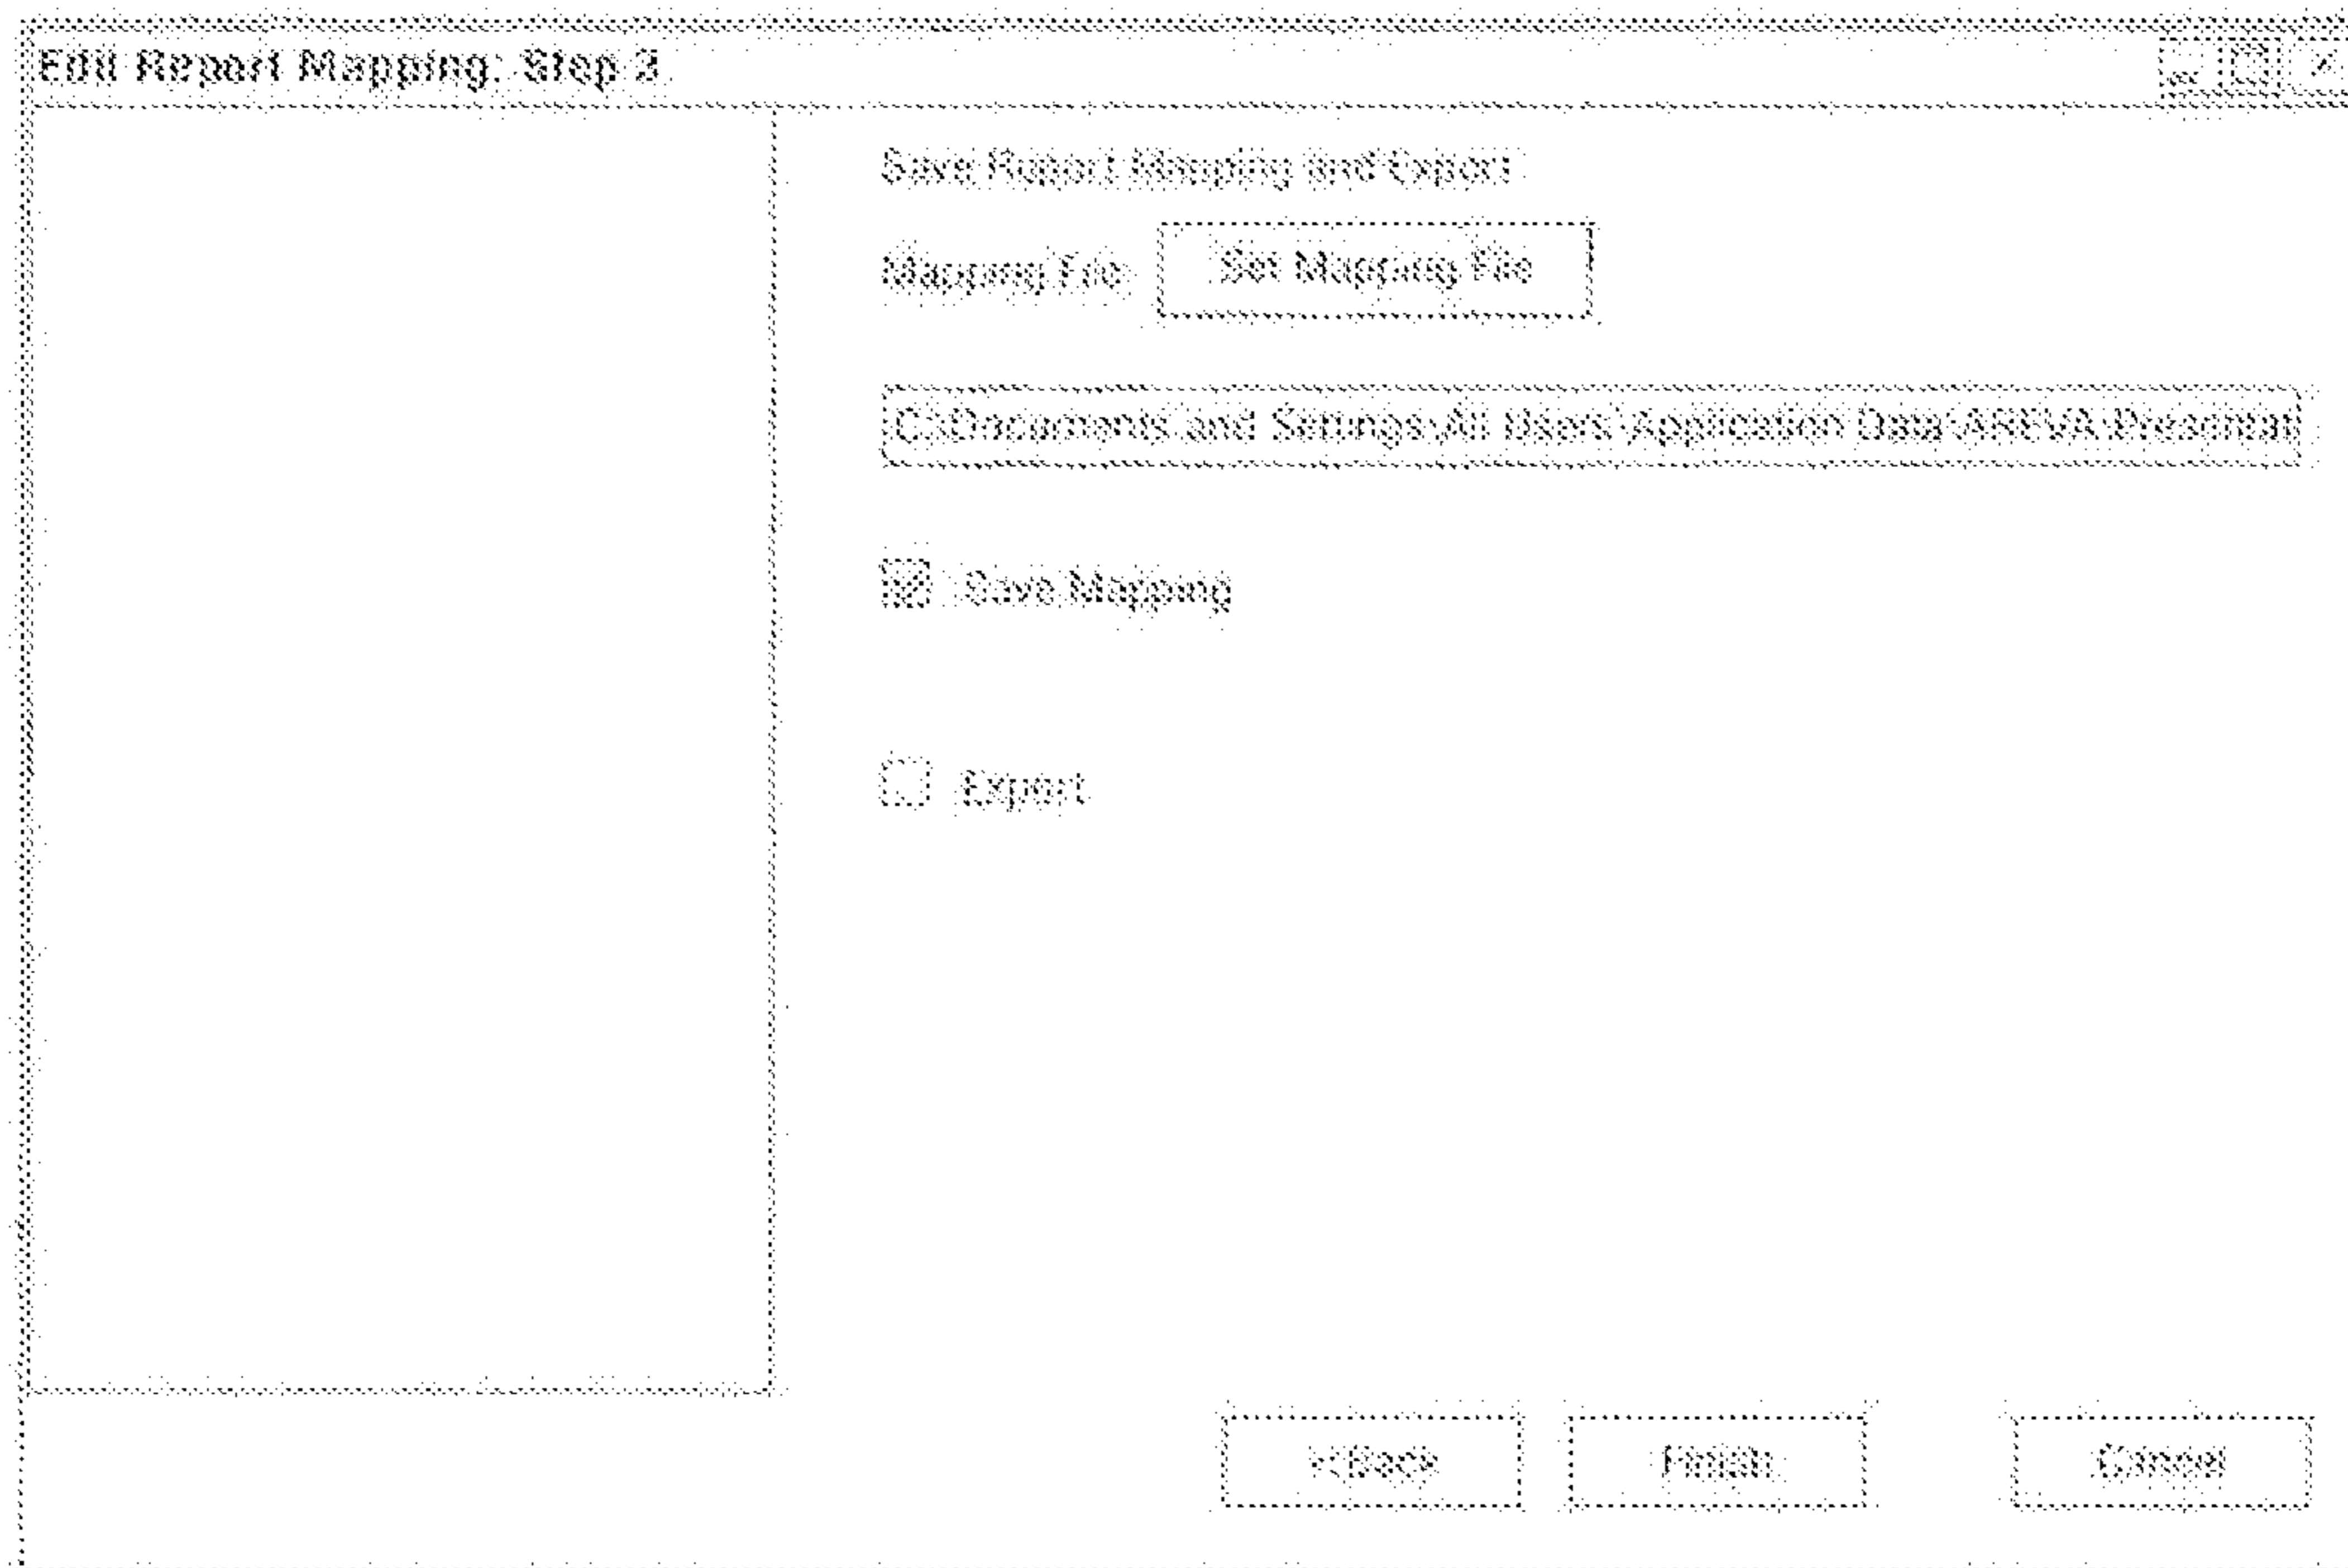 Edit Report Mapping: Step 3
Save Report Mapping and Export
Mapping File: Set Mapping File
C:\Documents and Settings\All Users\Application Data\AREVA\
Save Mapping
Export
<Back Finish Cancel